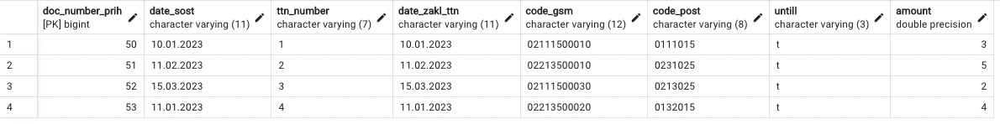 doc_number_prih date_sost ttn_number date_zakl_ttn code_gsm code_post untill amount
[PK] bigint character varying (11) character varying (7) character varying (11) character varying (12) character varying (8) character varying (3) double precision
1 50 10.01.2023 1 10.01.2023 02111500010 0111015 t 3
2 51 11.02.2023 2 11.02.2023 02213500010 0231025 t 5
3 52 15.03.2023 3 15.03.2023 02111500030 0213025 t 2
4 53 11.01.2023 4 11.01.2023 02213500020 0132015 t 4